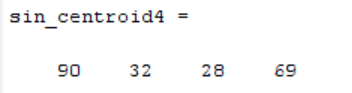 sin_centroid4 =
90 32 28 69